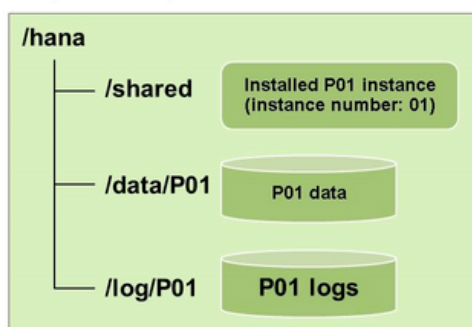 /hana
/shared
Installed P01 instance
(instance number: 01)
/data/P01
P01 data
/log/P01
P01 logs